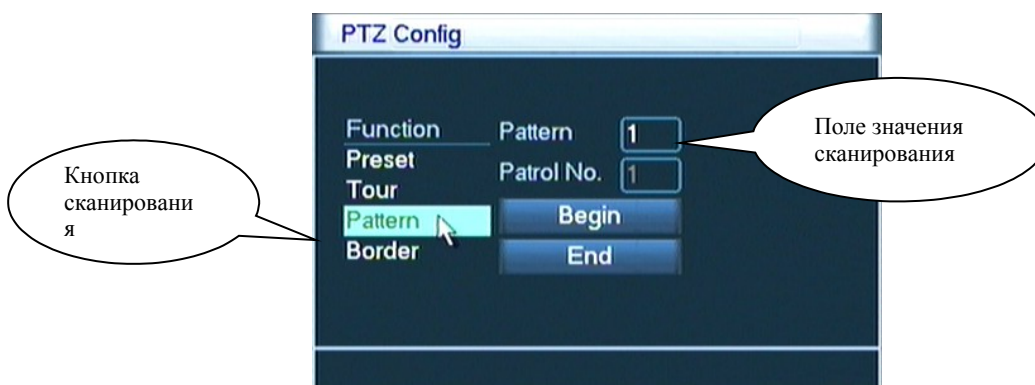 PTZ Config
Function
Pattern
1
Preset
Patrol No.
1
Tour
Pattern
Begin
Border
End
Кнопка
сканировани
я
Поле значения
сканирования